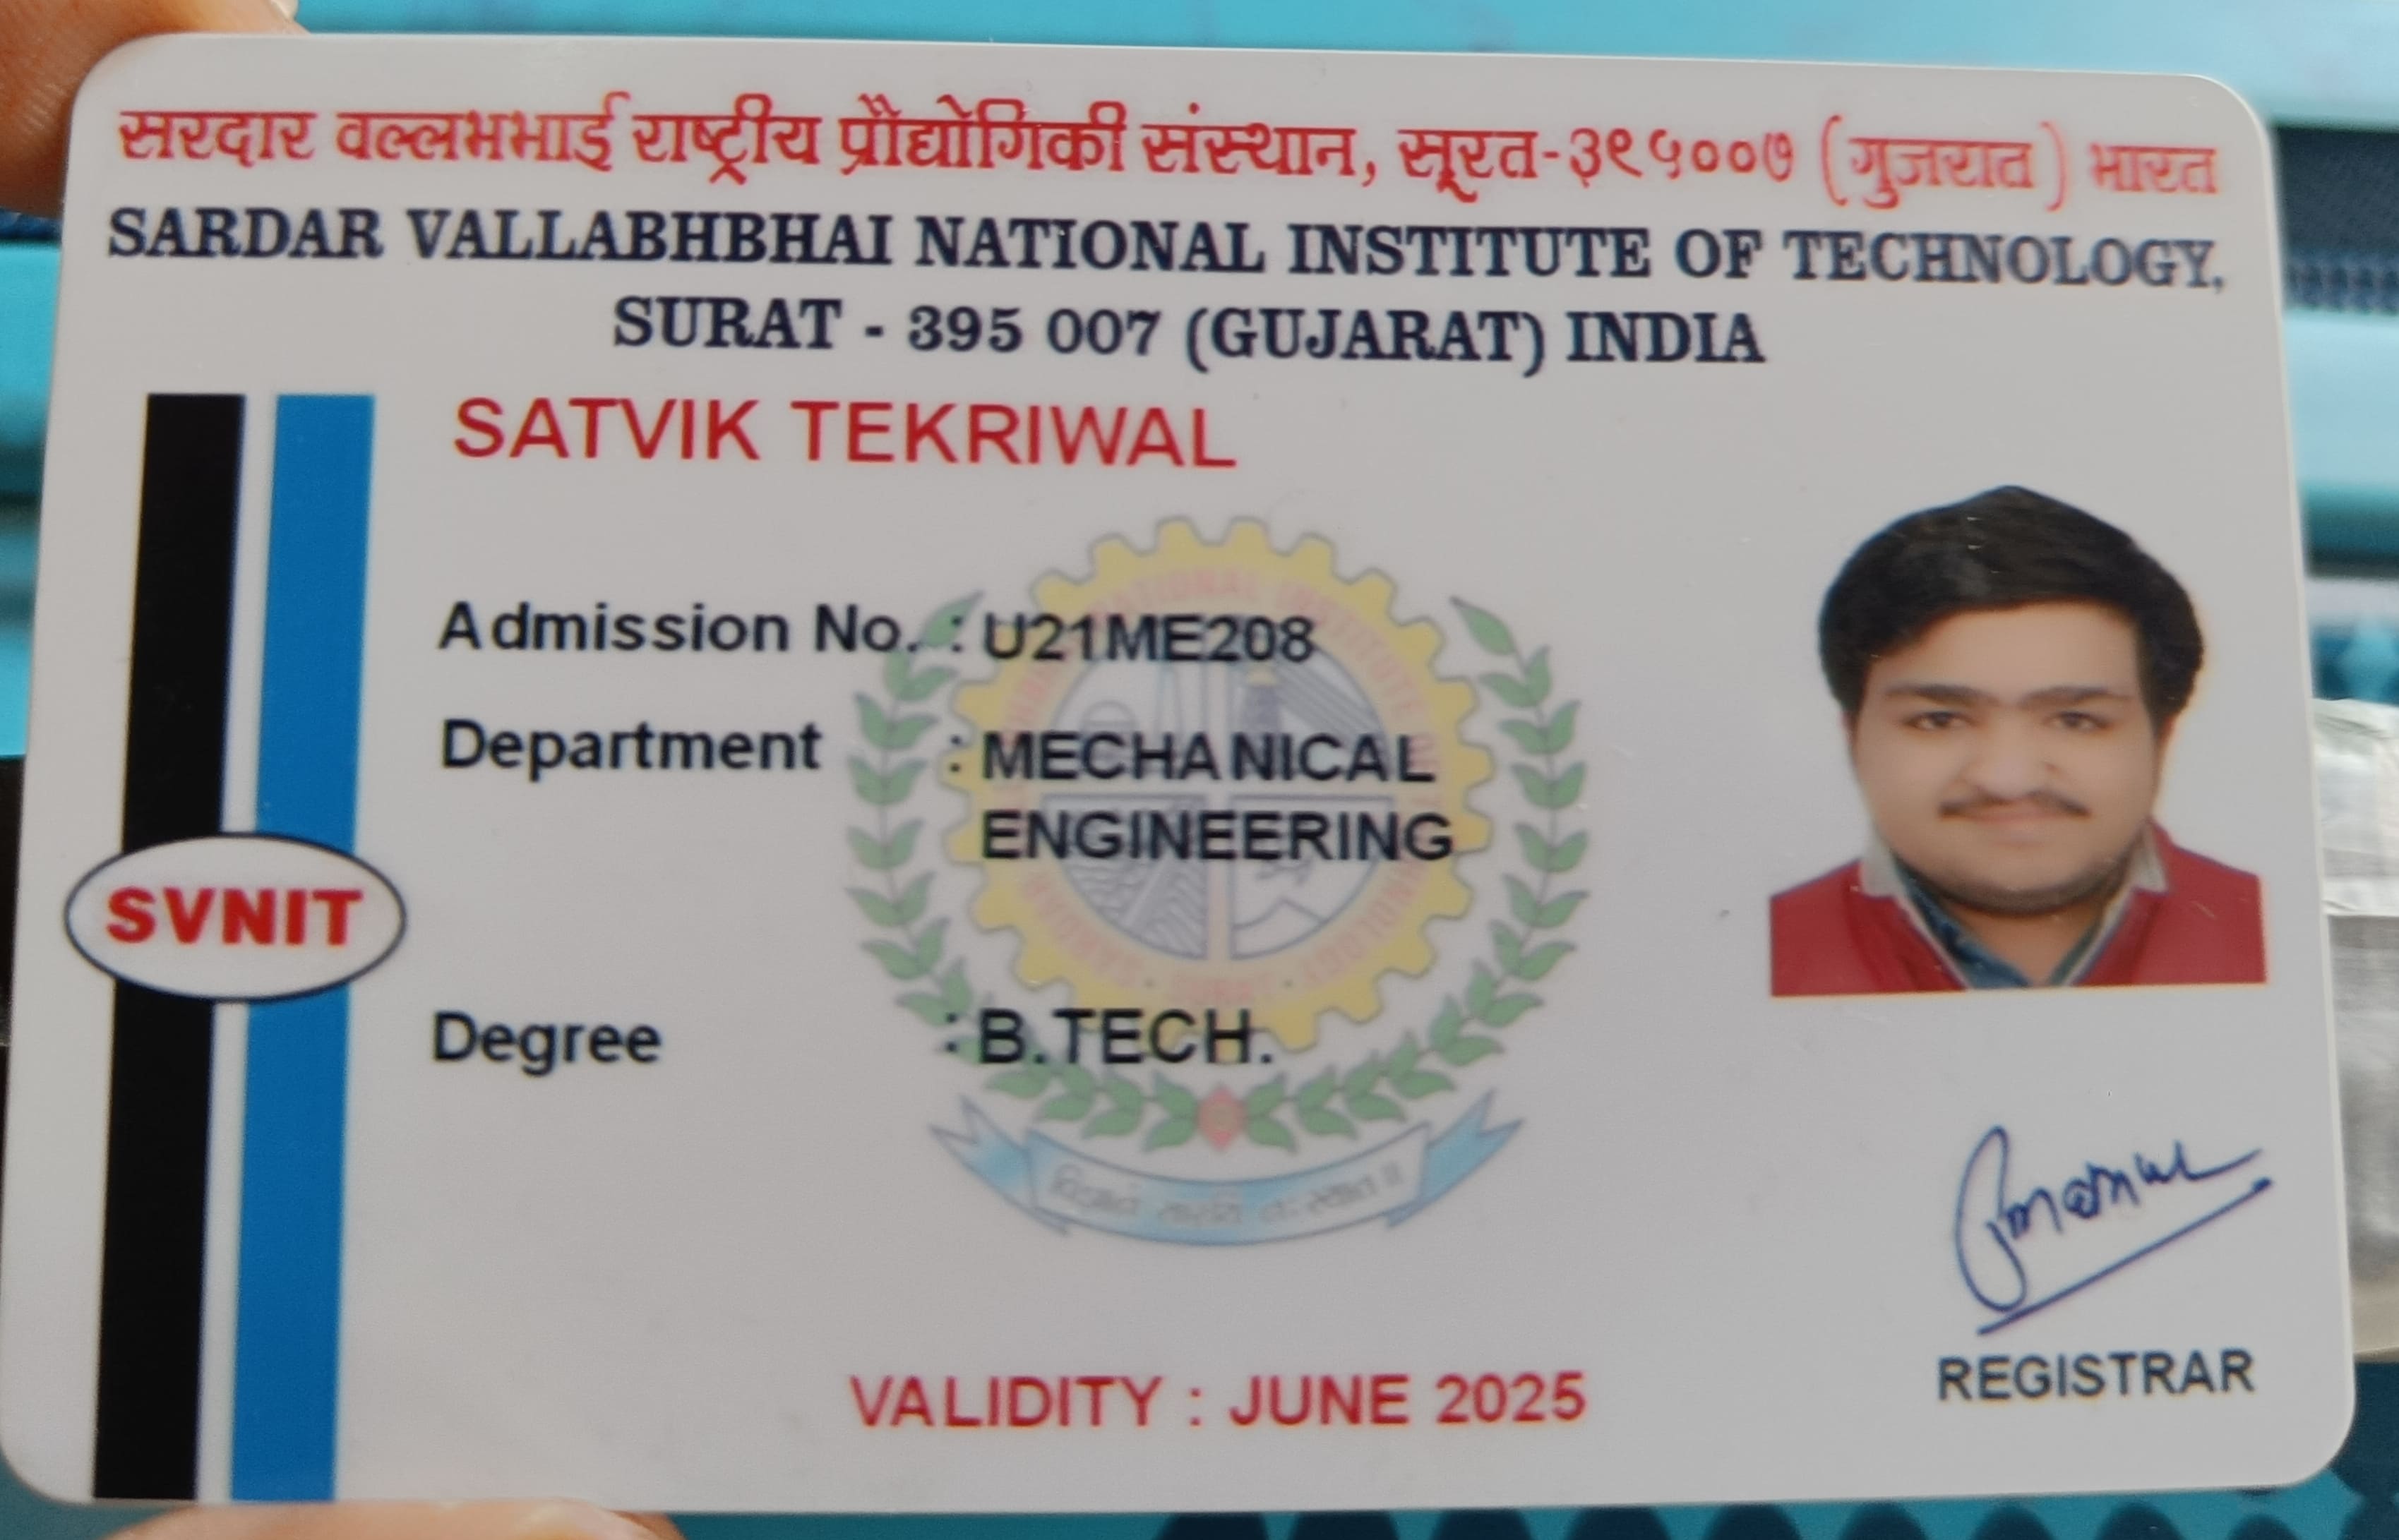 सरदार वल्लभभाई राष्ट्रीय प्रौद्योगिकी संस्थान, सूरत-३९५००७ (गुजरात) भारत
SARDAR VALLABHBHAI NATIONAL INSTITUTE OF TECHNOLOGY,
SURAT - 395 007 (GUJARAT) INDIA
SATVIK TEKRIWAL
Admission No. : U21ME208
Department : MECHANICAL
ENGINEERING
SVNIT
Degree : B.TECH.
REGISTRAR
VALIDITY : JUNE 2025